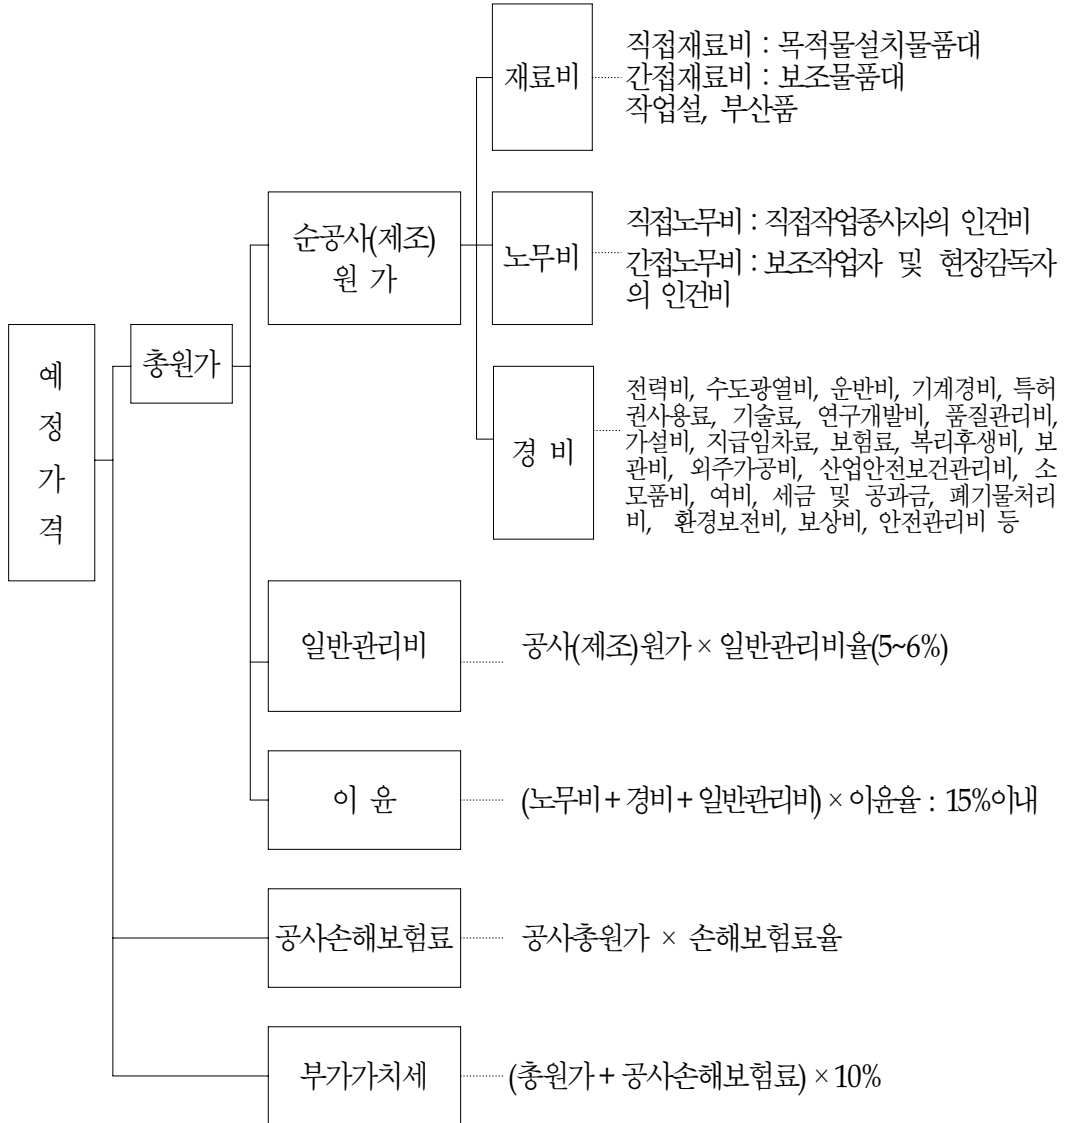 예
정
가
격
총원가
순공사(제조)
원 가
재료비
직접재료비 : 목적물설치물품대
간접재료비 : 보조물품대
작업설, 부산품
노무비
직접노무비 : 직접작업종사자의 인건비
간접노무비 : 보조작업자 및 현장감독자
의 인건비
경 비
전력비, 수도광열비, 운반비, 기계경비, 특허
권사용료, 기술료, 연구개발비, 품질관리비,
가설비, 지급임차료, 보험료, 복리후생비, 보
관비, 외주가공비, 산업안전보건관리비, 소
모품비, 여비, 세금 및 공과금, 폐기물처리
비, 환경보전비, 보상비, 안전관리비 등
일반관리비
공사(제조)원가 × 일반관리비율(5~6%)
이 윤
(노무비 + 경비 + 일반관리비) × 이윤율 : 15%이내
공사손해보험료
공사총원가 × 손해보험료율
부가가치세
(총원가 + 공사손해보험료) × 10%